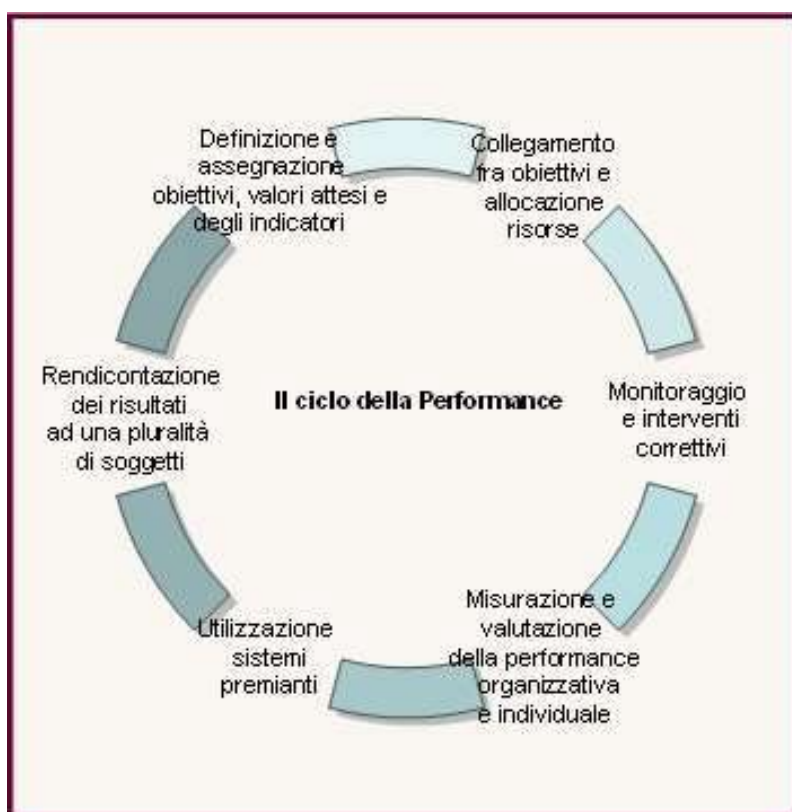 Definizione e
assegnazione
obiettivi, valori attesi e
degli indicatori
Collegamento
fra obiettivi e
allocazione
risorse
Monitoraggio
e interventi
correttivi
Misurazione e
valutazione
della performance
organizzativa
e individuale
Utilizzazione
sistemi
premianti
Rendicontazione
dei risultati
ad una pluralità
di soggetti
Il ciclo della Performance